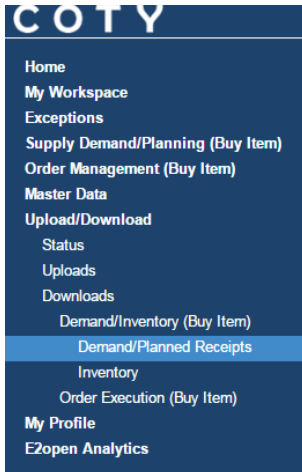 COTY
Home
My Workspace
Exceptions
Supply Demand/Planning (Buy Item)
Order Management (Buy Item)
Master Data
Upload/Download
Status
Uploads
Downloads
Demand/Inventory (Buy Item)
Demand/Planned Receipts
Inventory
Order Execution (Buy Item)
My Profile
E2open Analytics